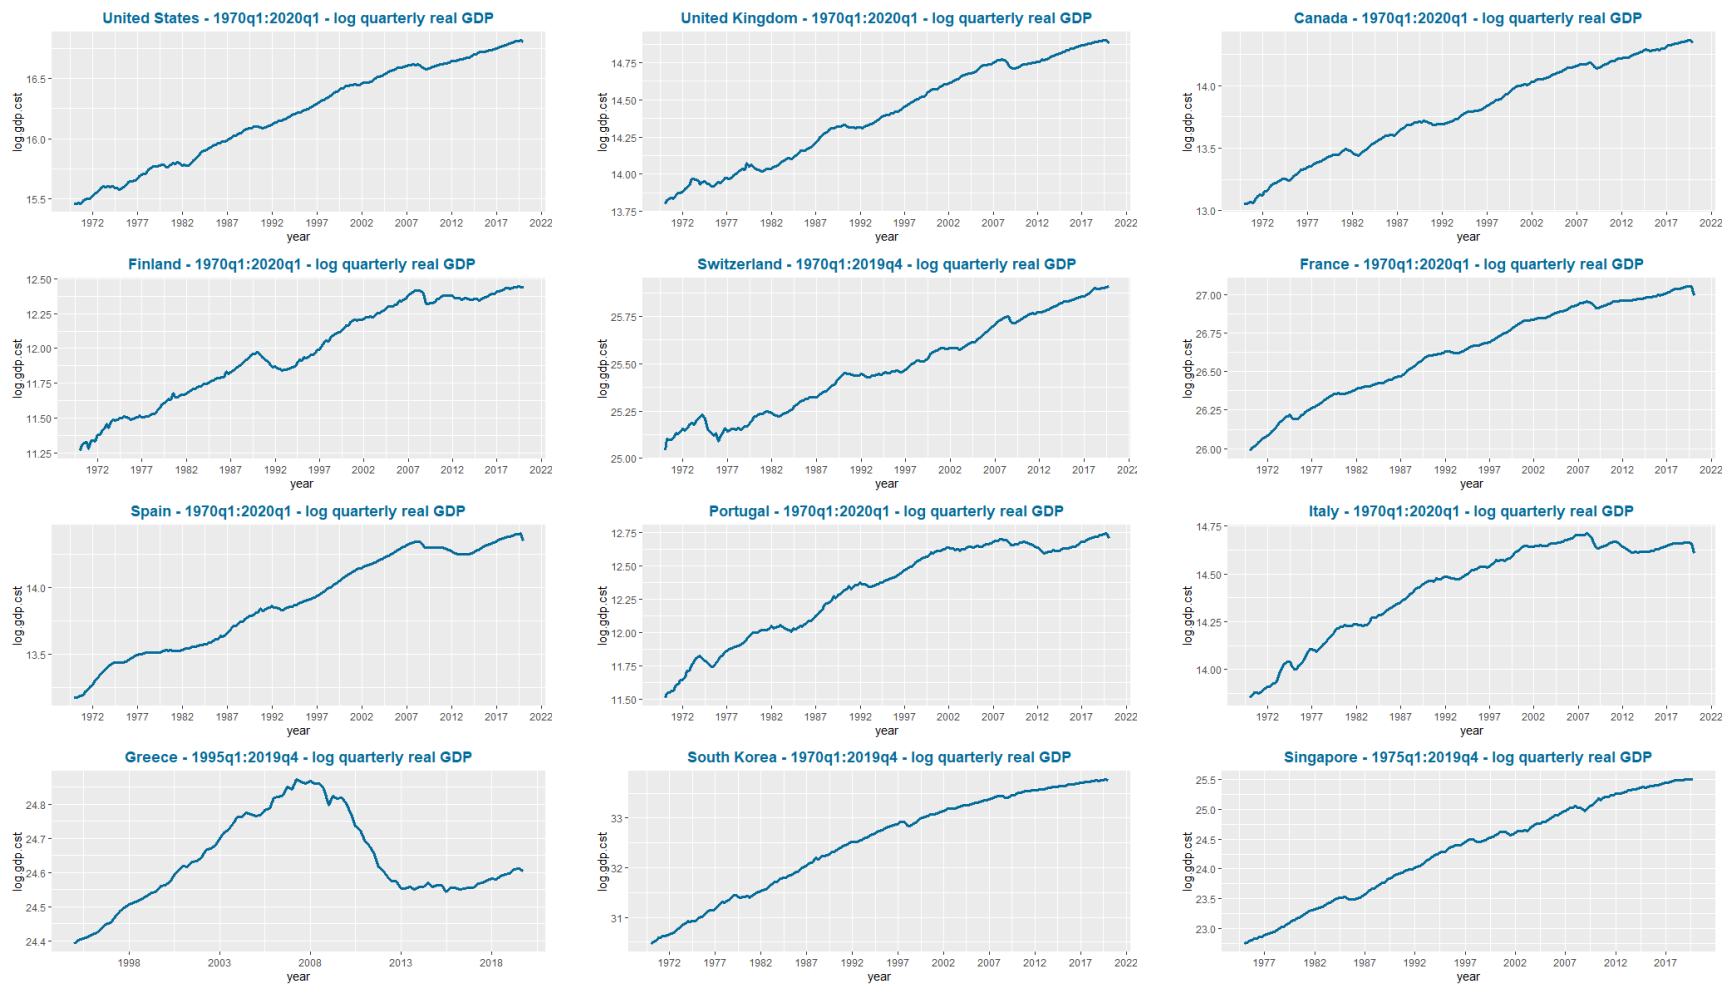 United States - 1970q1:2020q1 - log quarterly real GDP
log.gdp.cst
16.5
16.0
15.5
1972 1977 1982 1987 1992 1997 2002 2007 2012 2017 2022
year
United Kingdom - 1970q1:2020q1 - log quarterly real GDP
log.gdp.cst
14.75
14.50
14.25
14.00
13.75
1972 1977 1982 1987 1992 1997 2002 2007 2012 2017 2022
year
Canada - 1970q1:2020q1 - log quarterly real GDP
log.gdp.cst
14.0
13.5
13.0
1972 1977 1982 1987 1992 1997 2002 2007 2012 2017 2022
year
Finland - 1970q1:2020q1 - log quarterly real GDP
log.gdp.cst
12.50
12.25
12.00
11.75
11.50
11.25
1972 1977 1982 1987 1992 1997 2002 2007 2012 2017 2022
year
Switzerland - 1970q1:2019q4 - log quarterly real GDP
log.gdp.cst
25.75
25.50
25.25
25.00
1972 1977 1982 1987 1992 1997 2002 2007 2012 2017 2022
year
France - 1970q1:2020q1 - log quarterly real GDP
log.gdp.cst
27.00
26.75
26.50
26.25
26.00
1972 1977 1982 1987 1992 1997 2002 2007 2012 2017 2022
year
Spain - 1970q1:2020q1 - log quarterly real GDP
log.gdp.cst
14.0
13.5
1972 1977 1982 1987 1992 1997 2002 2007 2012 2017 2022
year
Portugal - 1970q1:2020q1 - log quarterly real GDP
log.gdp.cst
12.75
12.50
12.25
12.00
11.75
11.50
1972 1977 1982 1987 1992 1997 2002 2007 2012 2017 2022
year
Italy - 1970q1:2020q1 - log quarterly real GDP
log.gdp.cst
14.75
14.50
14.25
14.00
1972 1977 1982 1987 1992 1997 2002 2007 2012 2017 2022
year
Greece - 1995q1:2019q4 - log quarterly real GDP
log.gdp.cst
24.8
24.7
24.6
24.5
24.4
1998 2003 2008 2013 2018
year
South Korea - 1970q1:2019q4 - log quarterly real GDP
log.gdp.cst
33
32
31
1972 1977 1982 1987 1992 1997 2002 2007 2012 2017 2022
year
Singapore - 1975q1:2019q4 - log quarterly real GDP
log.gdp.cst
25.5
25.0
24.5
24.0
23.5
23.0
1977 1982 1987 1992 1997 2002 2007 2012 2017
year